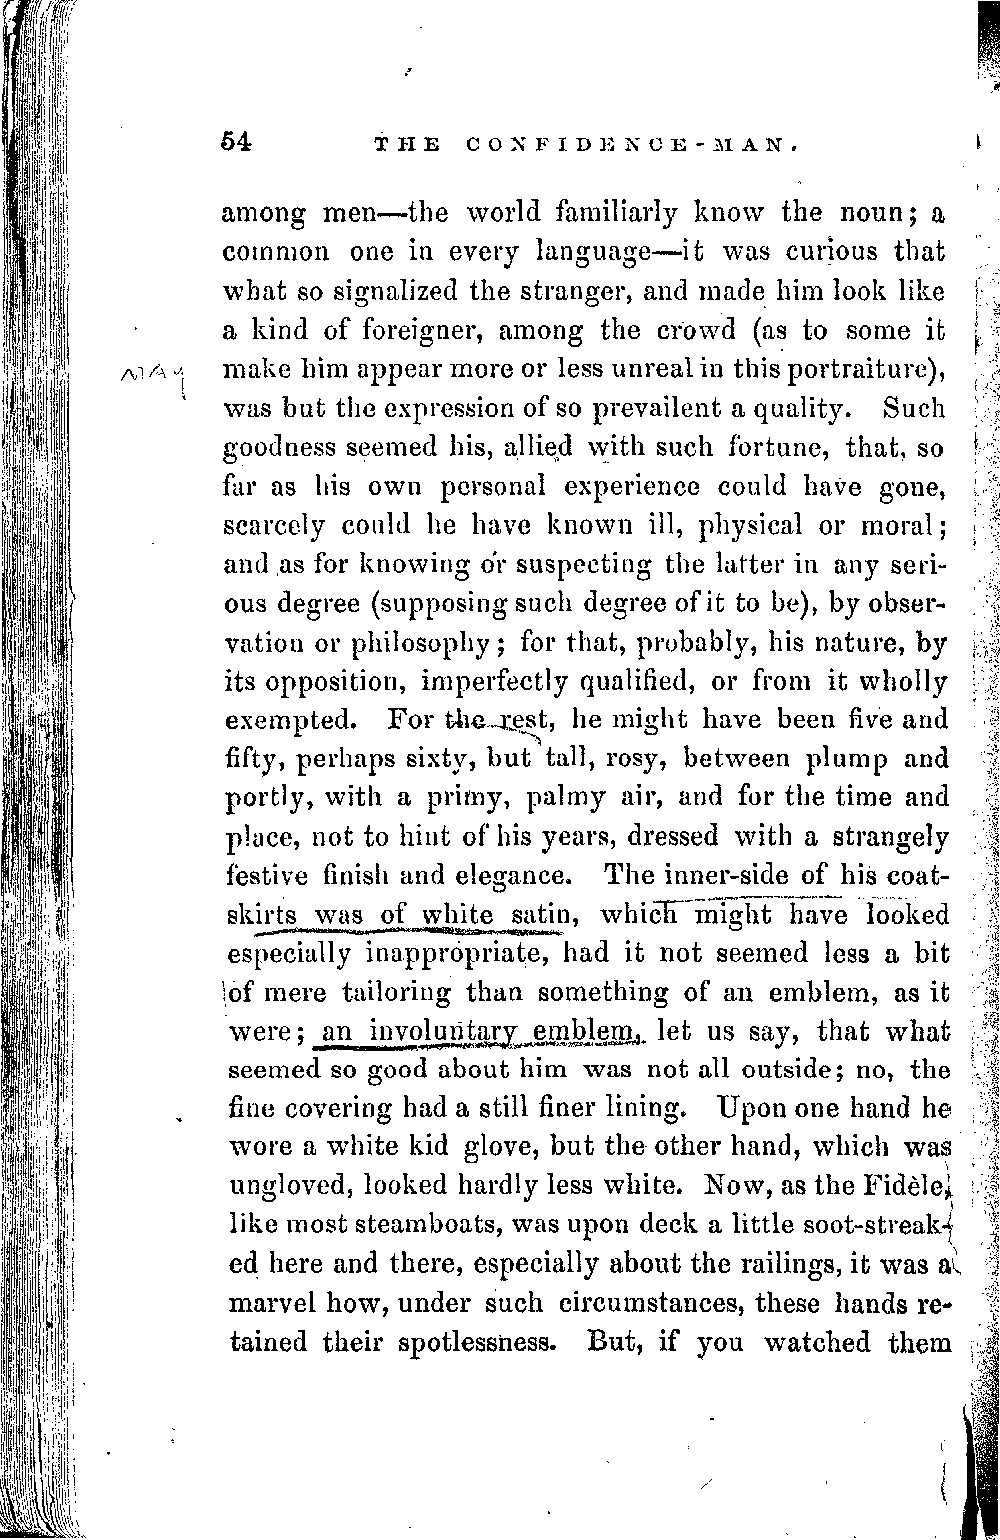 54 THE CONFIDENCE-MAN.
among men—the world familiarly know the noun; a
common one in every language—it was curious that
what so signalized the stranger, and made him look like
a kind of foreigner, among the crowd (as to some it
MAY
make him appear more or less unreal in this portraiture),
was but the expression of so prevailent a quality. Such
goodness seemed his, allied with such fortune, that, so
far as his own personal experience could have gone,
scarcely could he have known ill, physical or moral;
and as for knowing or suspecting the latter in any seri-
ous degree (supposing such degree of it to be), by obser-
vation or philosophy; for that, probably, his nature, by
its opposition, imperfectly qualified, or from it wholly
exempted. For the rest, he might have been five and
fifty, perhaps sixty, but tall, rosy, between plump and
portly, with a primy, palmy air, and for the time and
place, not to hint of his years, dressed with a strangely
festive finish and elegance. The inner-side of his coat-
skirts was of white satin, which might have looked
especially inappropriate, had it not seemed less a bit
of mere tailoring than something of an emblem, as it
were; an involuntary emblem, let us say, that what
seemed so good about him was not all outside; no, the
fine covering had a still finer lining. Upon one hand he
wore a white kid glove, but the other hand, which was
ungloved, looked hardly less white. Now, as the Fidèle,
like most steamboats, was upon deck a little soot-streak-
ed here and there, especially about the railings, it was a
marvel how, under such circumstances, these hands re-
tained their spotlessness. But, if you watched them